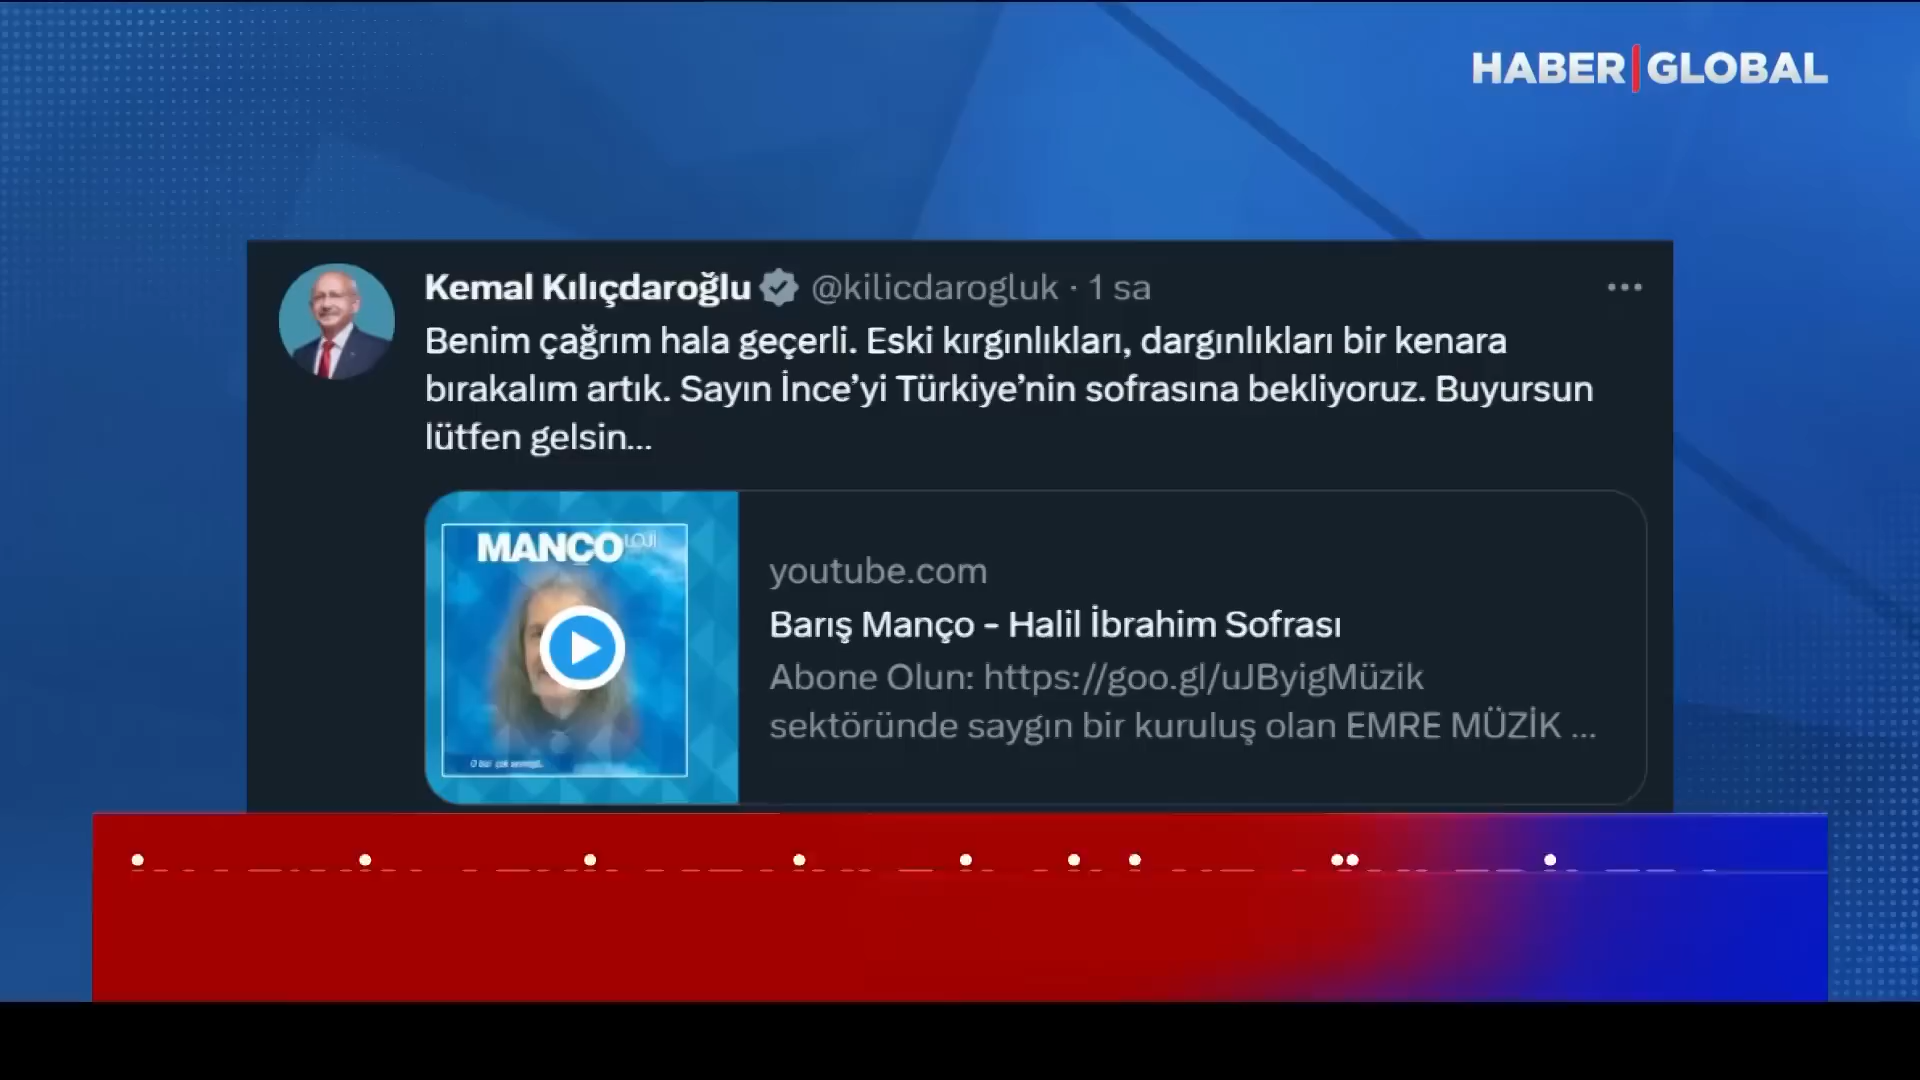 HABER GLOBAL
Kemal Kılıçdaroğlu @kilicdarogluk · 1 sa
Benim çağrım hala geçerli. Eski kırgınlıkları, dargınlıkları bir kenara
bırakalım artık. Sayın İnce’yi Türkiye’nin sofrasına bekliyoruz. Buyursun
lütfen gelsin...
MANÇO
youtube.com
Barış Manço - Halil İbrahim Sofrası
Abone Olun: https://goo.gl/uJByigMüzik
sektöründe saygın bir kuruluş olan EMRE MÜZİK ...